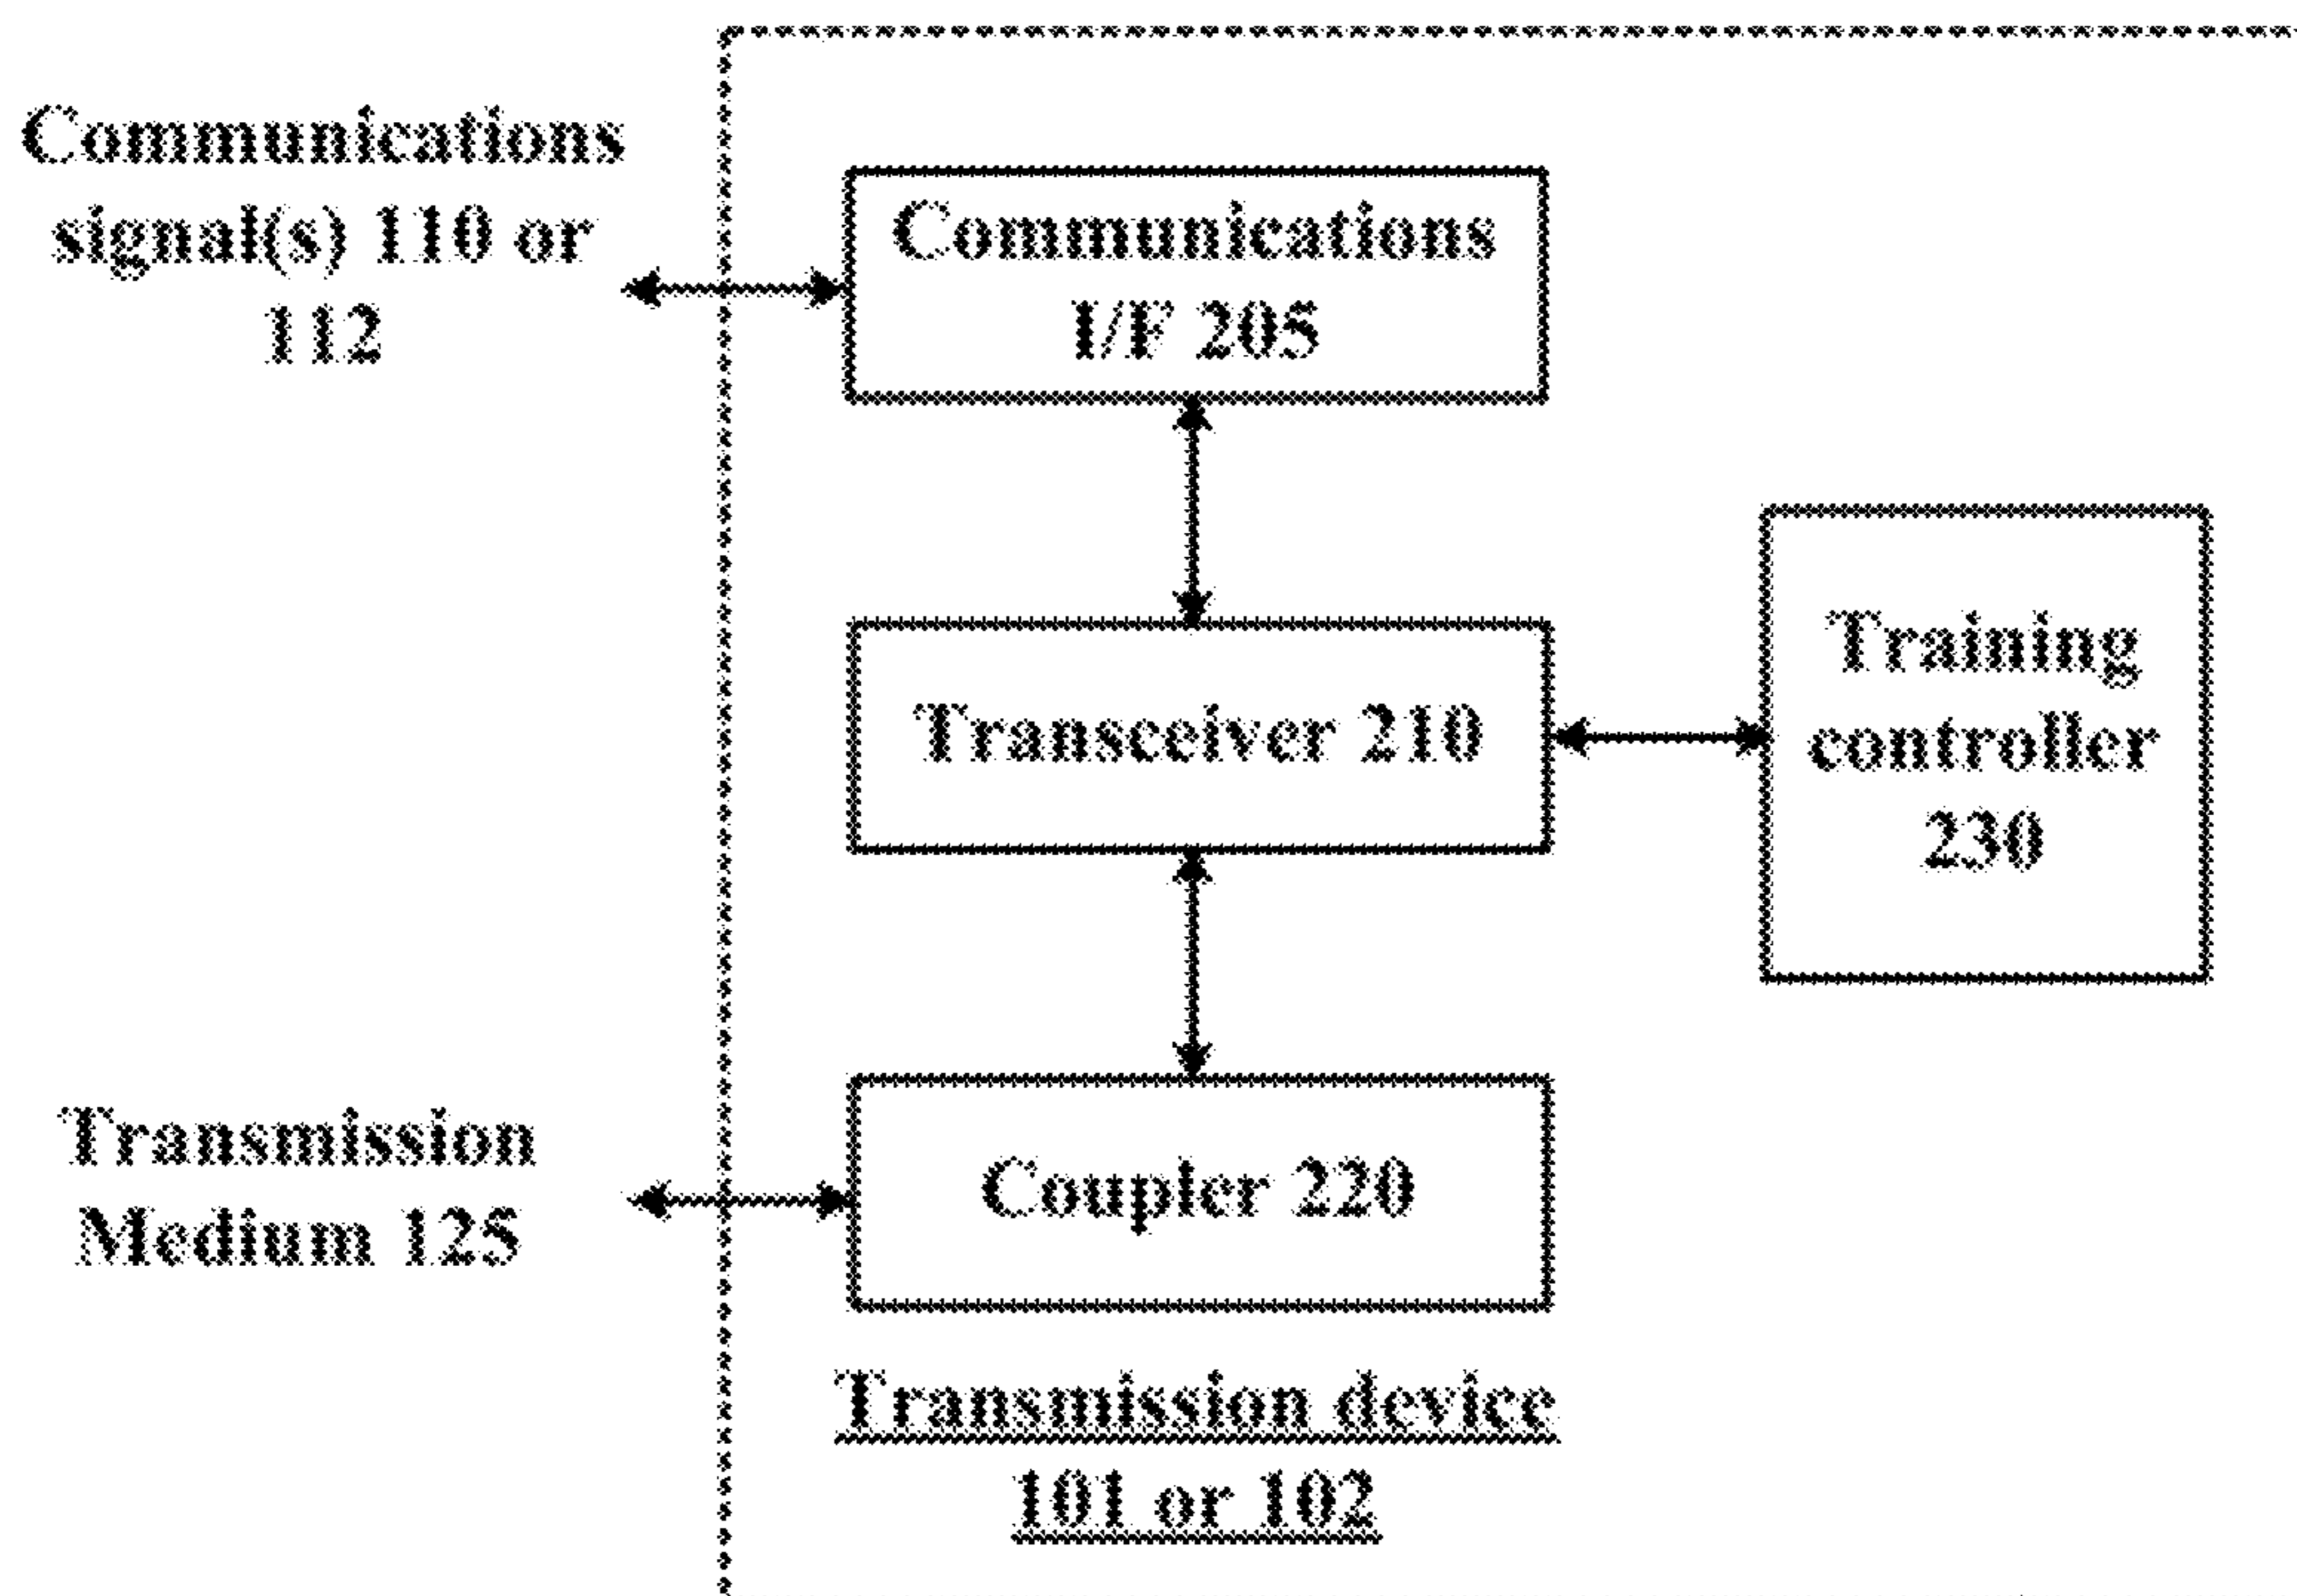 Communications
signal(s) 110 or
112
Communications
I/F 205
Transceiver 210
Training
controller
230
Transmission
Medium 125
Coupler 220
Transmission device
101 or 102